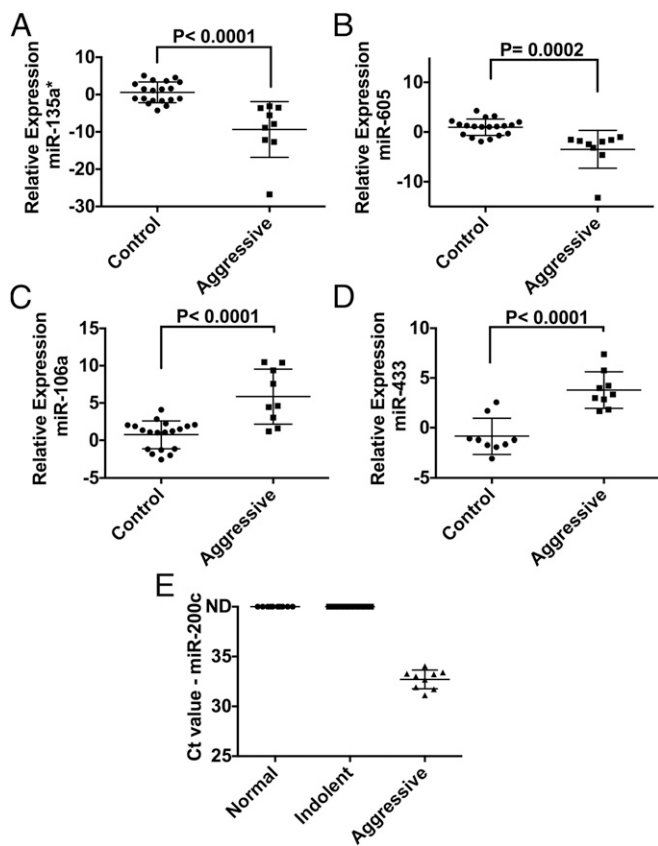 A
P< 0.0001
Relative Expression
miR-135a*
10
0
-10
-20
-30
Control
Aggressive
B
P= 0.0002
Relative Expression
miR-605
10
0
-10
Control
Aggressive
C
P< 0.0001
Relative Expression
miR-106a
15
10
5
0
-5
Control
Aggressive
D
P< 0.0001
Relative Expression
miR-433
10
5
0
-5
Control
Aggressive
E
Ct value - miR-200c
ND
35
33
25
Normal
Indolent
Aggressive